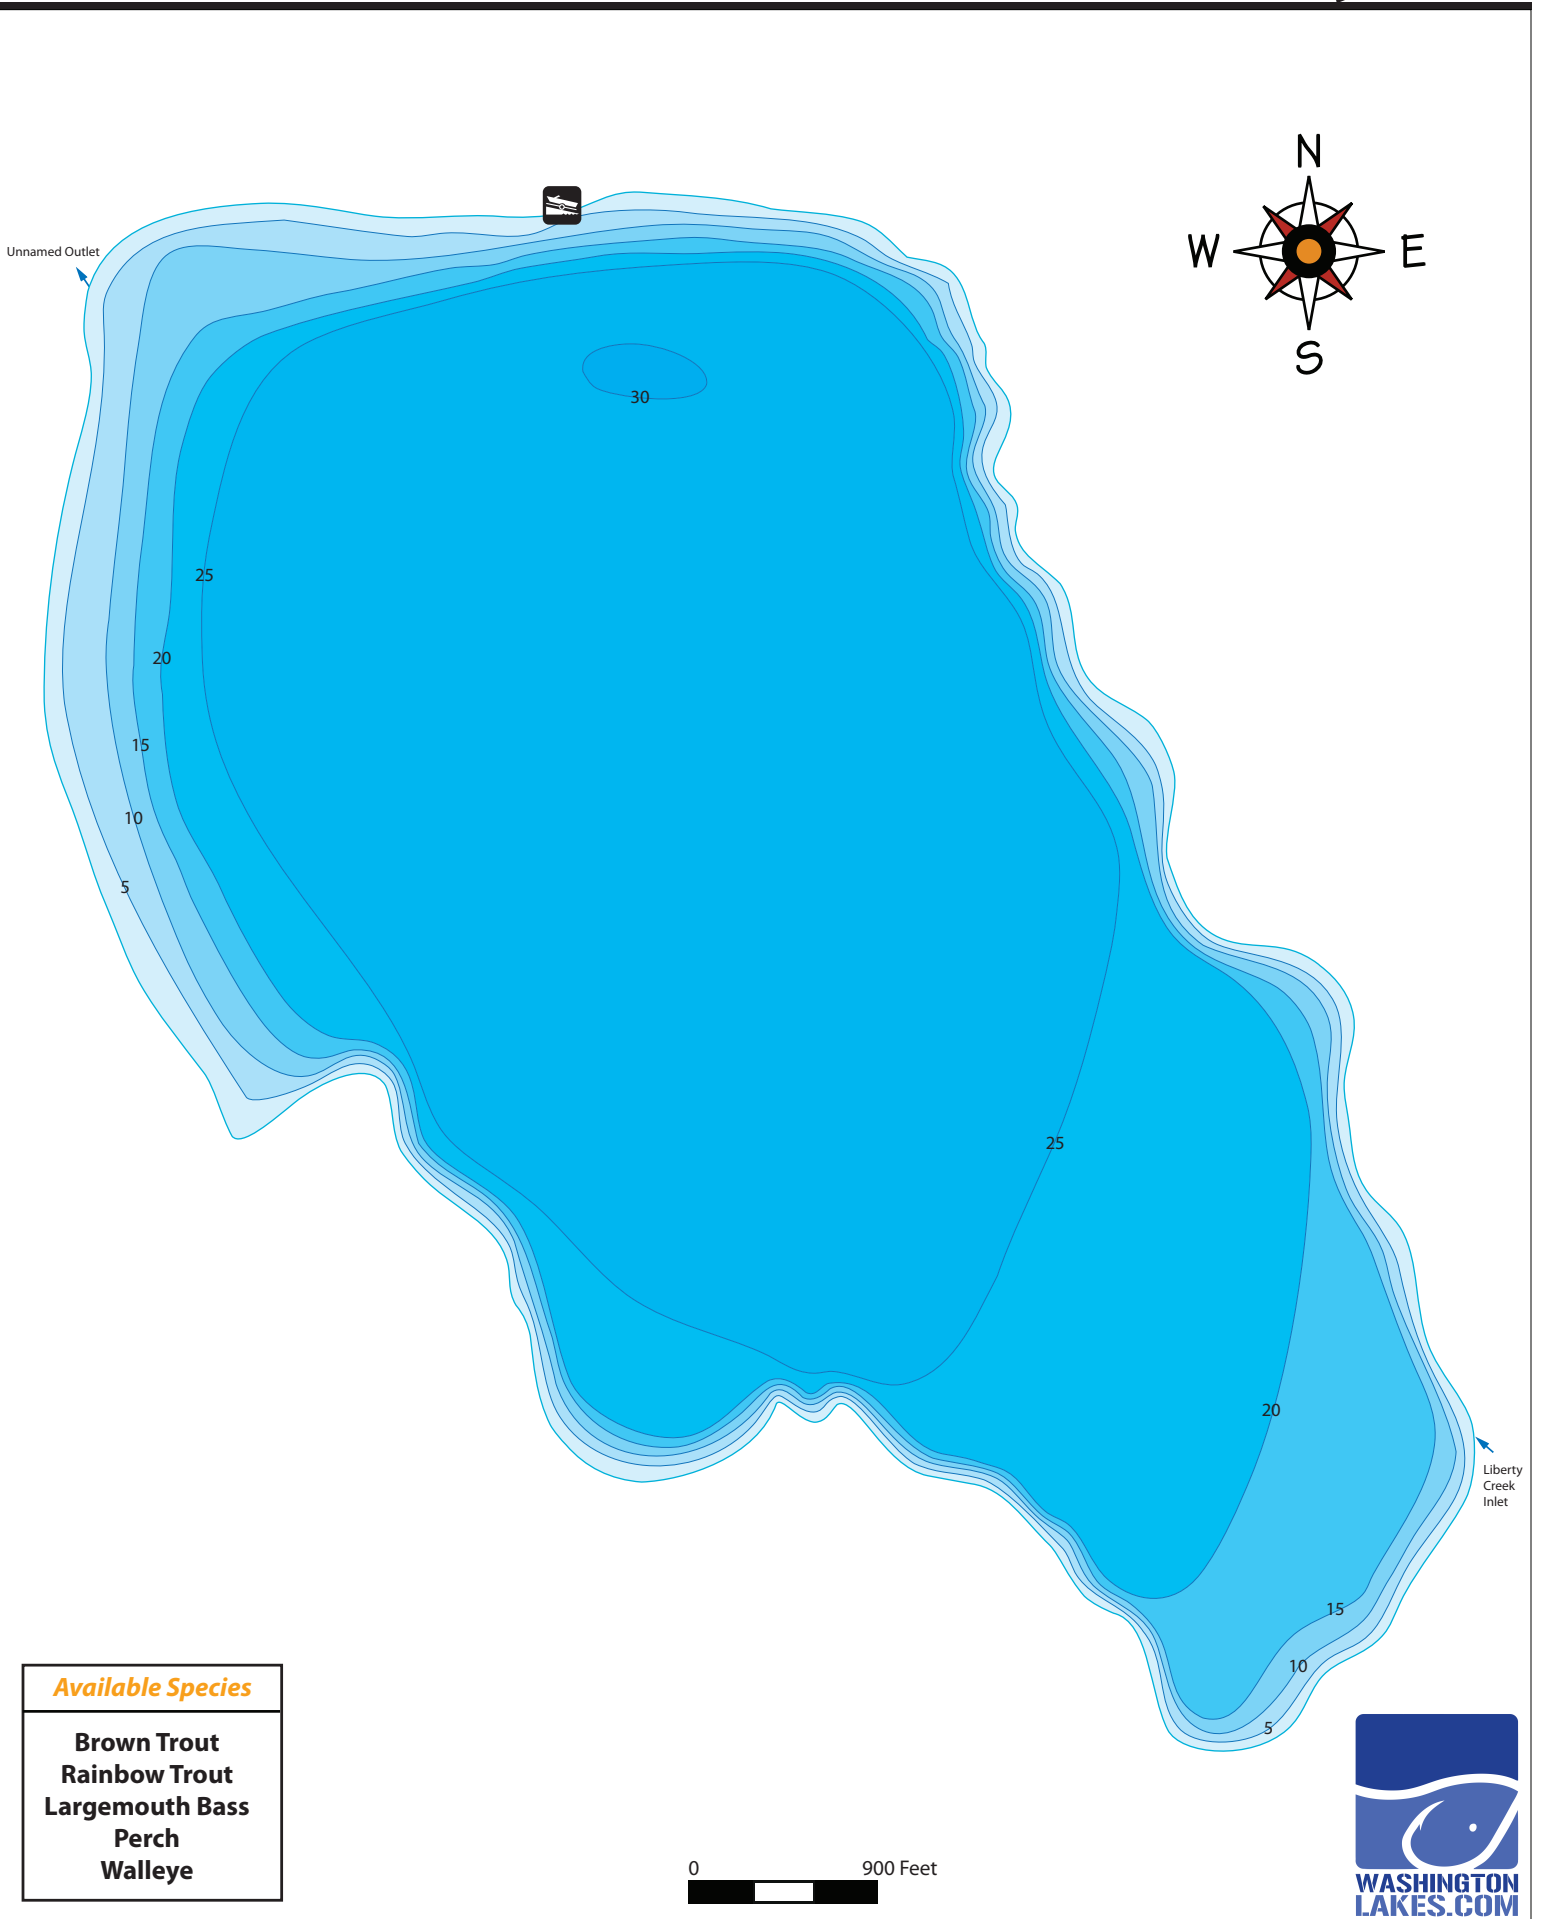 N
W
E
S
Unnamed Outlet
30
25
20
15
10
5
25
20
Liberty
Creek
Inlet
15
10
5
Available Species
Brown Trout
Rainbow Trout
Largemouth Bass
Perch
Walleye
0
900 Feet
WASHINGTON
LAKES.COM